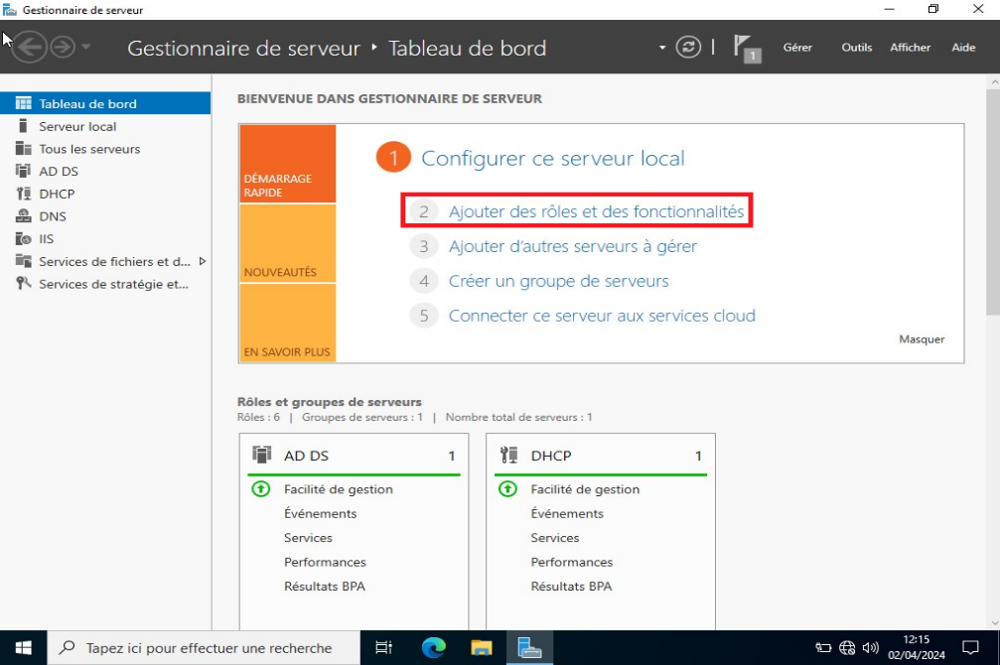 Gestionnaire de serveur
Gestionnaire de serveur ‣ Tableau de bord
1
Gérer
Outils
Afficher
Aide
Tableau de bord
Serveur local
Tous les serveurs
AD DS
DHCP
DNS
IIS
Services de fichiers et d...
Services de stratégie et...
BIENVENUE DANS GESTIONNAIRE DE SERVEUR
DÉMARRAGE
RAPIDE
NOUVEAUTÉS
EN SAVOIR PLUS
1 Configurer ce serveur local
2 Ajouter des rôles et des fonctionnalités
3 Ajouter d’autres serveurs à gérer
4 Créer un groupe de serveurs
5 Connecter ce serveur aux services cloud
Masquer
Rôles et groupes de serveurs
Rôles : 6 | Groupes de serveurs : 1 | Nombre total de serveurs : 1
AD DS 1
Facilité de gestion
Événements
Services
Performances
Résultats BPA
DHCP 1
Facilité de gestion
Événements
Services
Performances
Résultats BPA
Tapez ici pour effectuer une recherche
12:15
02/04/2024